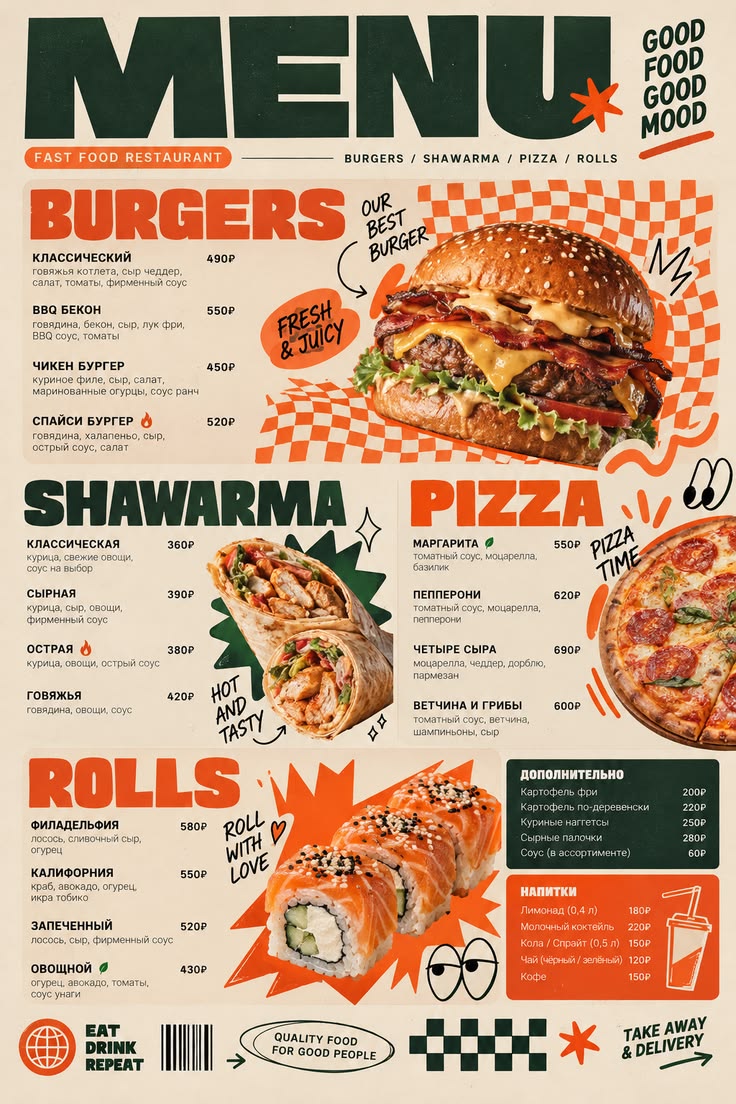 MENU
GOOD
FOOD
GOOD
MOOD
FAST FOOD RESTAURANT
BURGERS / SHAWARMA / PIZZA / ROLLS
BURGERS
КЛАССИЧЕСКИЙ 490₽
говяжья котлета, сыр чеддер,
салат, томаты, фирменный соус
BBQ БЕКОН 550₽
говядина, бекон, сыр, лук фри,
BBQ соус, томаты
ЧИКЕН БУРГЕР 450₽
куриное филе, сыр, салат,
маринованные огурцы, соус ранч
СПАЙСИ БУРГЕР 520₽
говядина, халапеньо, сыр,
острый соус, салат
OUR
BEST
BURGER
FRESH
& JUICY
SHAWARMA
КЛАССИЧЕСКАЯ 360₽
курица, свежие овощи,
соус на выбор
СЫРНАЯ 390₽
курица, сыр, овощи,
фирменный соус
ОСТРАЯ 380₽
курица, овощи, острый соус
ГОВЯЖЬЯ 420₽
говядина, овощи, соус
HOT
AND
TASTY
PIZZA
МАРГАРИТА 550₽
томатный соус, моцарелла,
базилик
ПЕППЕРОНИ 620₽
томатный соус, моцарелла,
пепперони
ЧЕТЫРЕ СЫРА 690₽
моцарелла, чеддер, дорблю,
пармезан
ВЕТЧИНА И ГРИБЫ 600₽
томатный соус, ветчина,
шампиньоны, сыр
PIZZA
TIME
ROLLS
ФИЛАДЕЛЬФИЯ 580₽
лосось, сливочный сыр,
огурец
КАЛИФОРНИЯ 550₽
краб, авокадо, огурец,
икра тобико
ЗАПЕЧЕННЫЙ 520₽
лосось, сыр, фирменный соус
ОВОЩНОЙ 430₽
огурец, авокадо, томаты,
соус унаги
ROLL
WITH
LOVE
ДОПОЛНИТЕЛЬНО
Картофель фри 200₽
Картофель по-деревенски 220₽
Куриные наггетсы 250₽
Сырные палочки 280₽
Соус (в ассортименте) 60₽
НАПИТКИ
Лимонад (0,4 л) 180₽
Молочный коктейль 220₽
Кола / Спрайт (0,5 л) 150₽
Чай (чёрный / зелёный) 120₽
Кофе 150₽
EAT
DRINK
REPEAT
QUALITY FOOD
FOR GOOD PEOPLE
TAKE AWAY
& DELIVERY